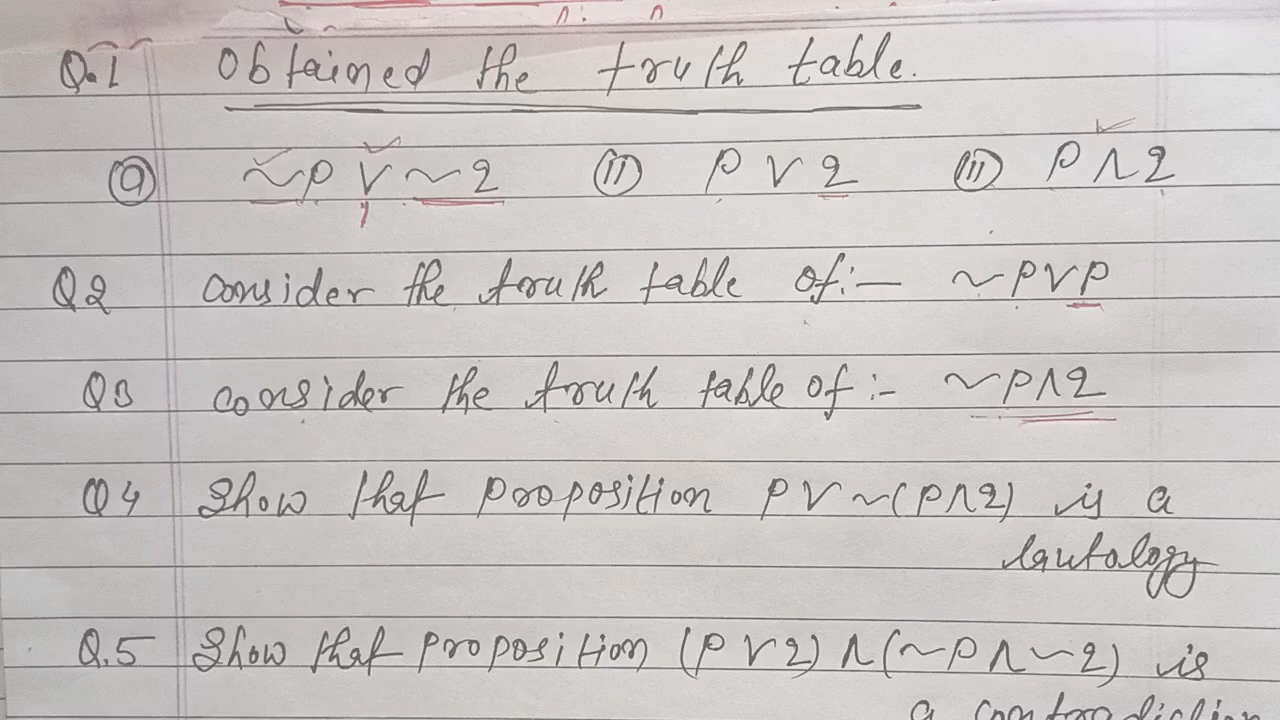 Q.1 Obtained the truth table.
(a) ~p ∨ ~q (ii) p ∨ q (iii) p ∧ q
Q2 Consider the truth table of:- ~p∨p
Q3 consider the truth table of:- ~p∧q
Q4 Show that proposition p ∨ ~(p∧q) is a
tautology
Q.5 Show that proposition (p∨q) ∧ (~p∧~q) is
a contradiction